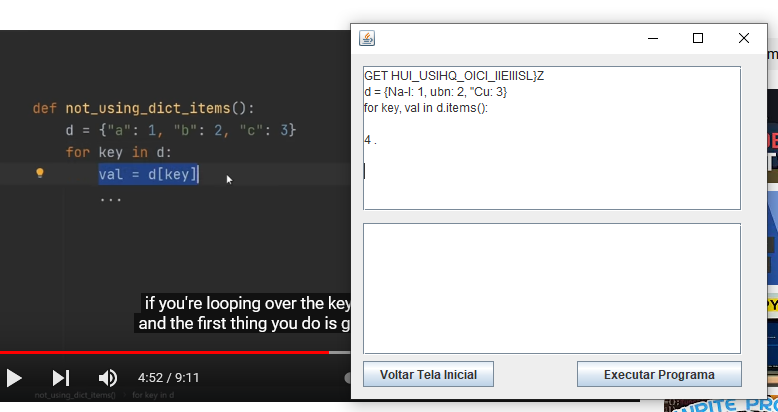 def not_using_dict_items():
d = {"a": 1, "b": 2, "c": 3}
for key in d:
val = d[key]
...
if you're looping over the key
and the first thing you do is g
4:52 / 9:11
not_using_dict_items()
for key in d
GET HUI_USIHQ_OICI_IIEIIISL}Z
d = {Na-l: 1, ubn: 2, "Cu: 3}
for key, val in d.items():
4 .
Voltar Tela Inicial
Executar Programa